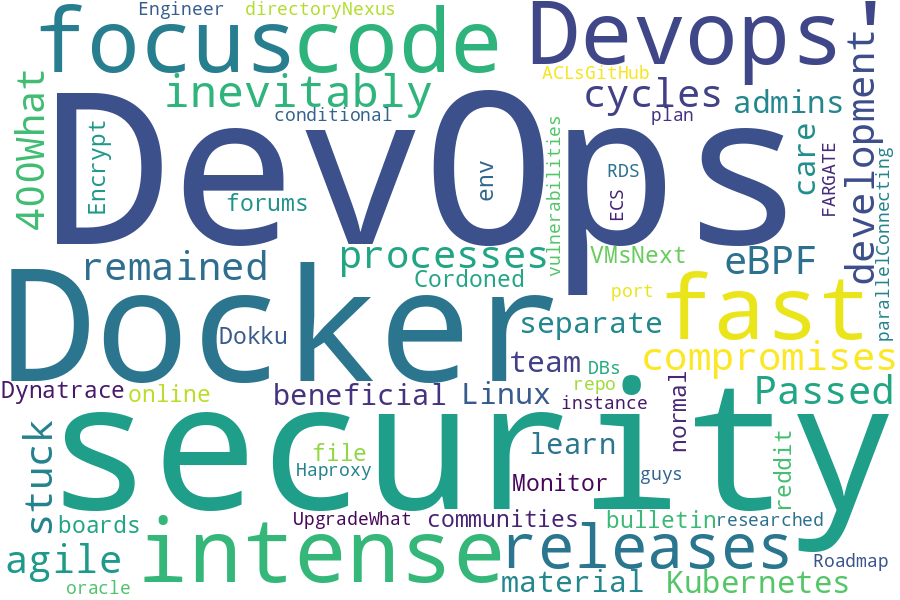 Engineer
directoryNexus
focus
code
Devops!
400What
inevitably
ACLsGitHub
cycles
admins
development!
conditional
plan
DevOps
Encrypt
forums
env
vulnerabilities
RDS
ECS
care
FARGATE
parallelConnecting
remained
processes
VMsNext
eBPF
Cordoned
Docker
Dokku
port
separate
fast
compromises
team
DBs
Dynatrace
online
beneficial
Linux
repo
instance
normal
Passed
security
stuck
file
Haproxy
learn
Monitor
guys
reddit
boards
UpgradeWhat
communities
bulletin
researched
agile
intense
releases
Roadmap
oracle
material
Kubernetes